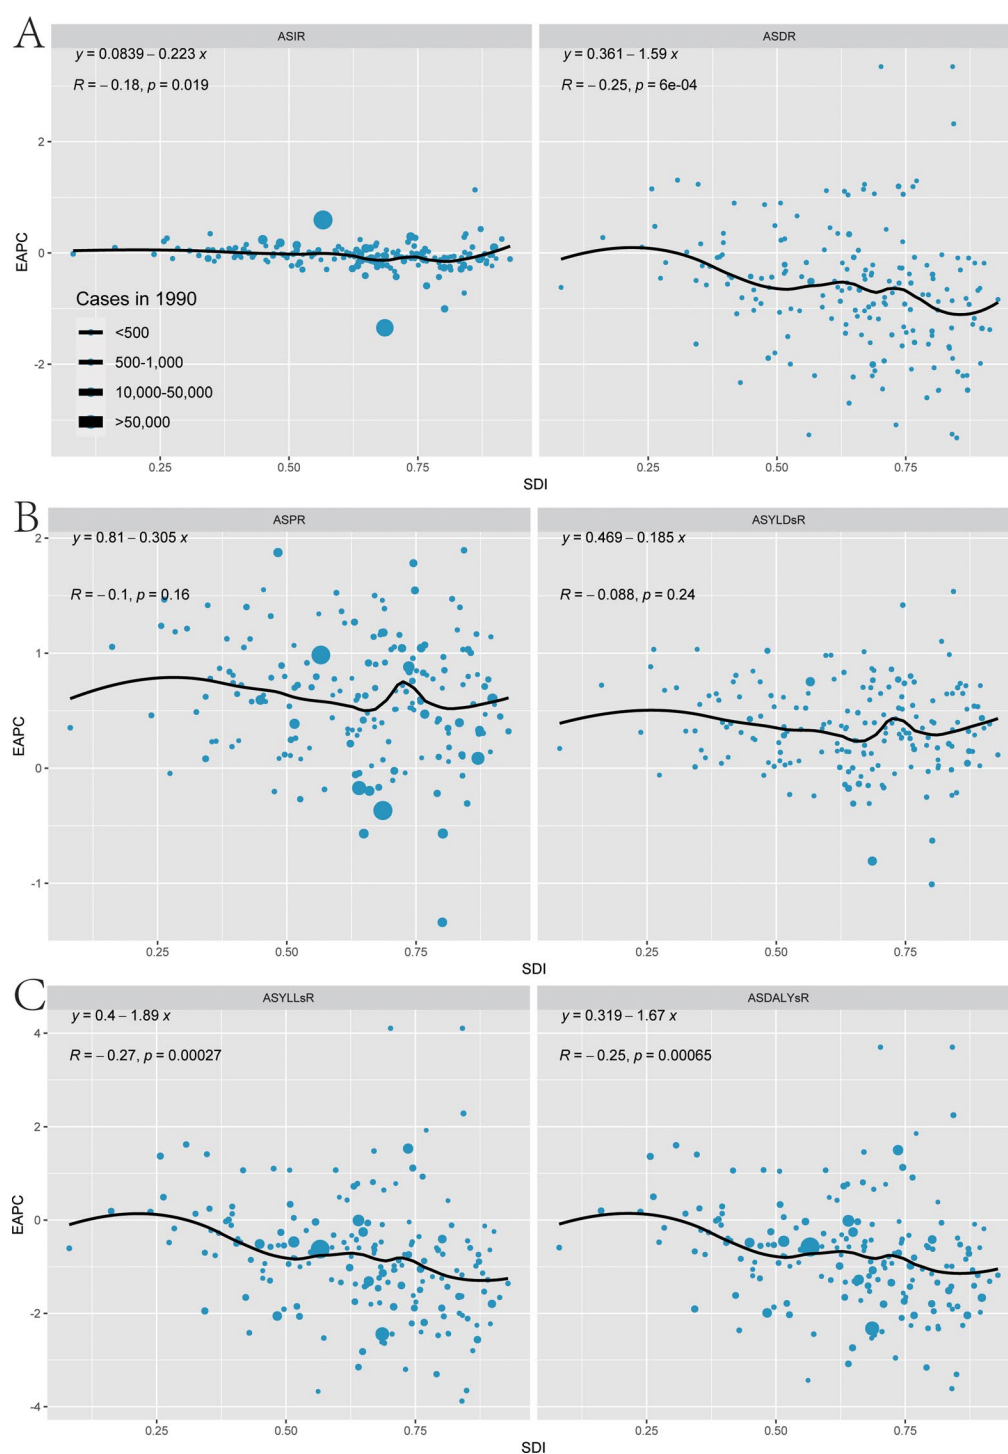 A
ASIR
ASDR
y = 0.0839 – 0.223 x
y = 0.361 – 1.59 x
R = – 0.18, p = 0.019
R = – 0.25, p = 6e-04
2
0
-2
EAPC
Cases in 1990
<500
500-1,000
10,000-50,000
>50,000
0.25
0.50
0.75
0.25
0.50
0.75
SDI
B
ASPR
ASYLDsR
y = 0.81 – 0.305 x
y = 0.469 – 0.185 x
R = – 0.1, p = 0.16
R = – 0.088, p = 0.24
2
1
0
-1
EAPC
0.25
0.50
0.75
0.25
0.50
0.75
SDI
C
ASYLLsR
ASDALYsR
y = 0.4 – 1.89 x
y = 0.319 – 1.67 x
R = – 0.27, p = 0.00027
R = – 0.25, p = 0.00065
4
2
0
-2
-4
EAPC
0.25
0.50
0.75
0.25
0.50
0.75
SDI